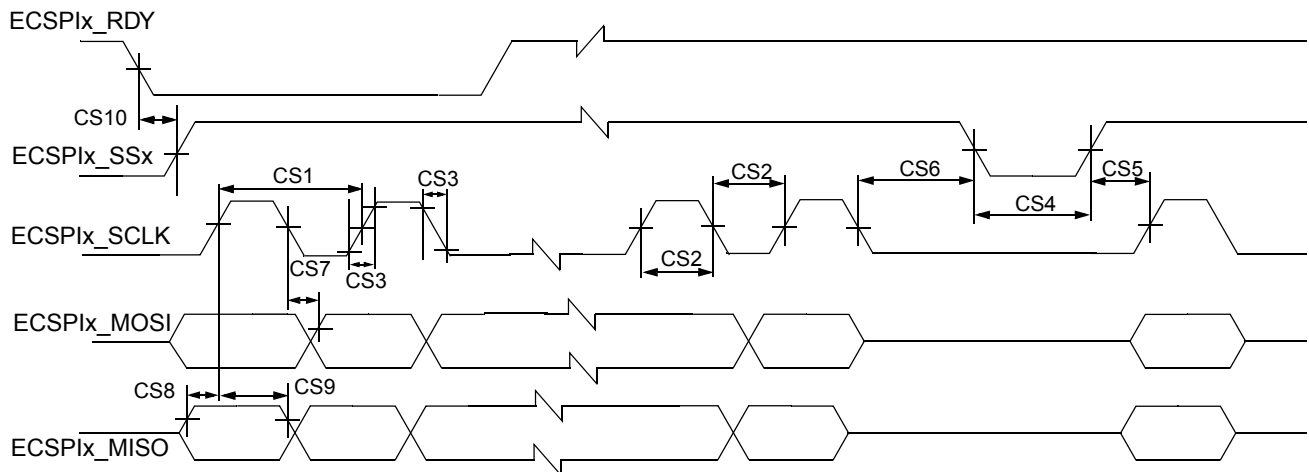 ECSPIx_RDY
CS10
ECSPIx_SSx
CS1
CS3
CS2
CS6
CS5
CS4
ECSPIx_SCLK
CS7
CS3
CS2
ECSPIx_MOSI
CS8
CS9
ECSPIx_MISO